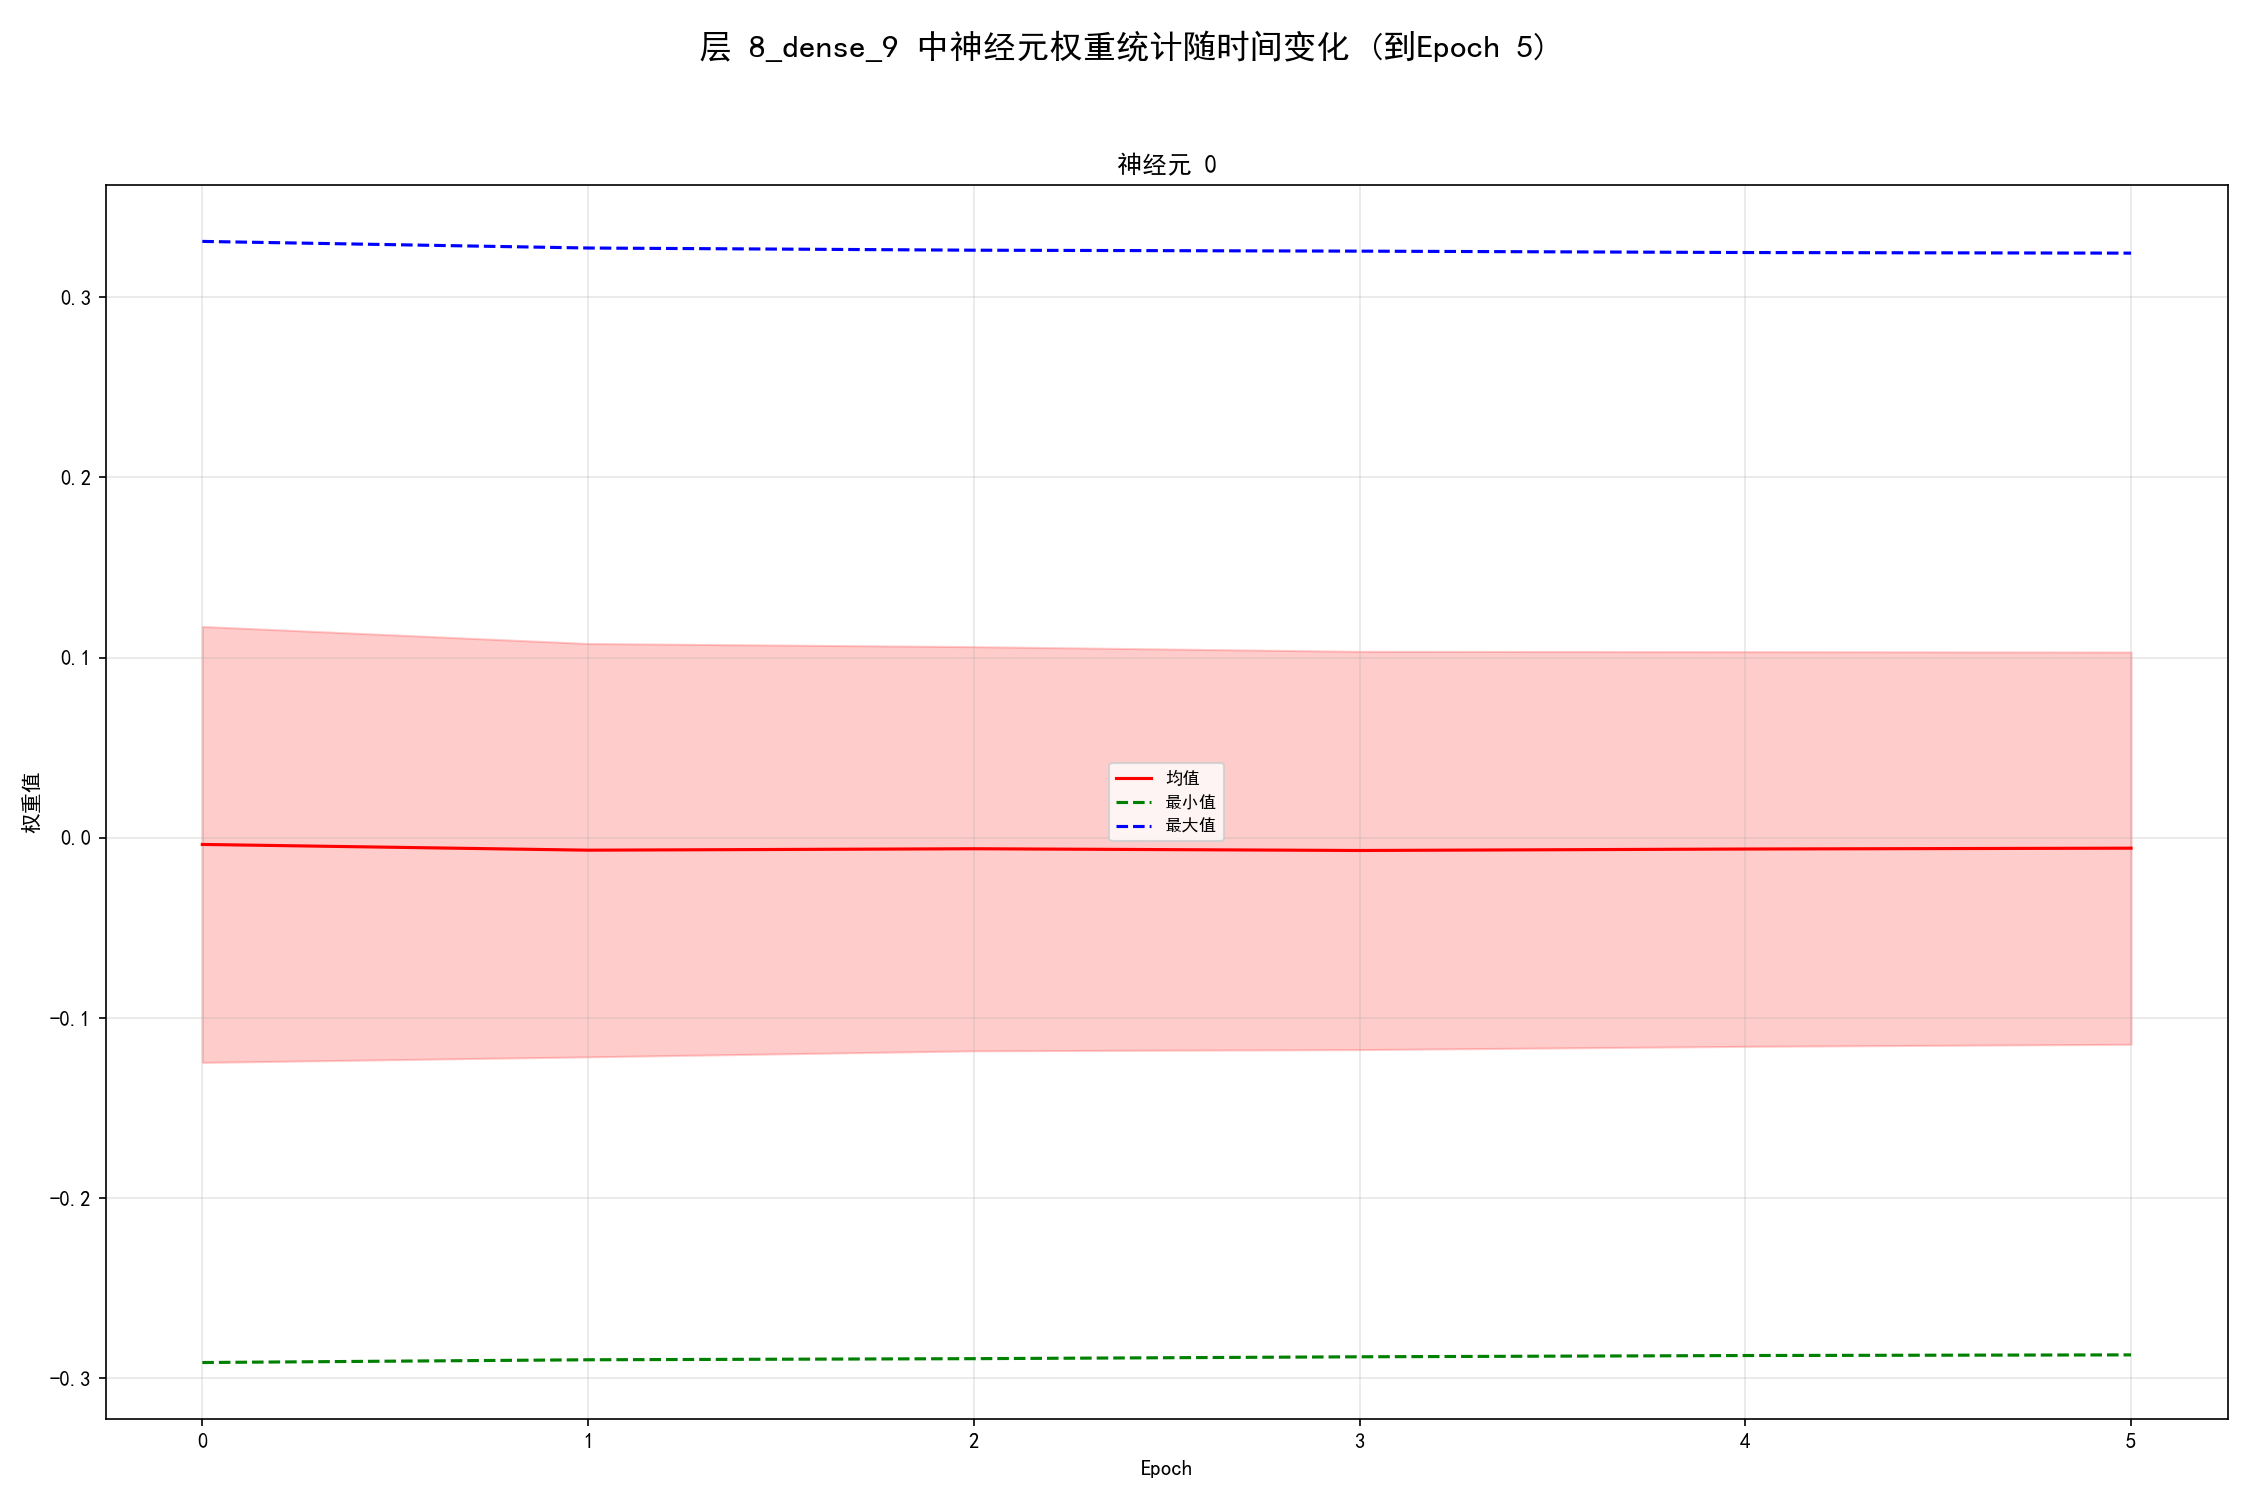 层 8_dense_9 中神经元权重统计随时间变化 (到Epoch 5)
神经元 0
权重值
0.3
0.2
0.1
0.0
-0.1
-0.2
-0.3
均值
最小值
最大值
0 1 2 3 4 5
Epoch